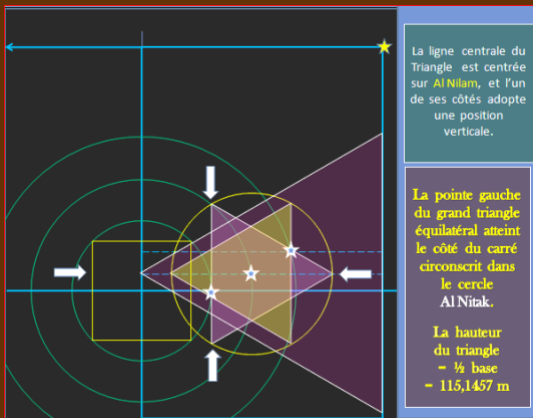 La ligne centrale du
Triangle est centrée
sur Al Nilam, et l'un
de ses côtés adopte
une position
verticale.
La pointe gauche
du grand triangle
équilatéral atteint
le côté du carré
circonscrit dans
le cercle
Al Nitak.
La hauteur
du triangle
= ½ base
= 115,1457 m